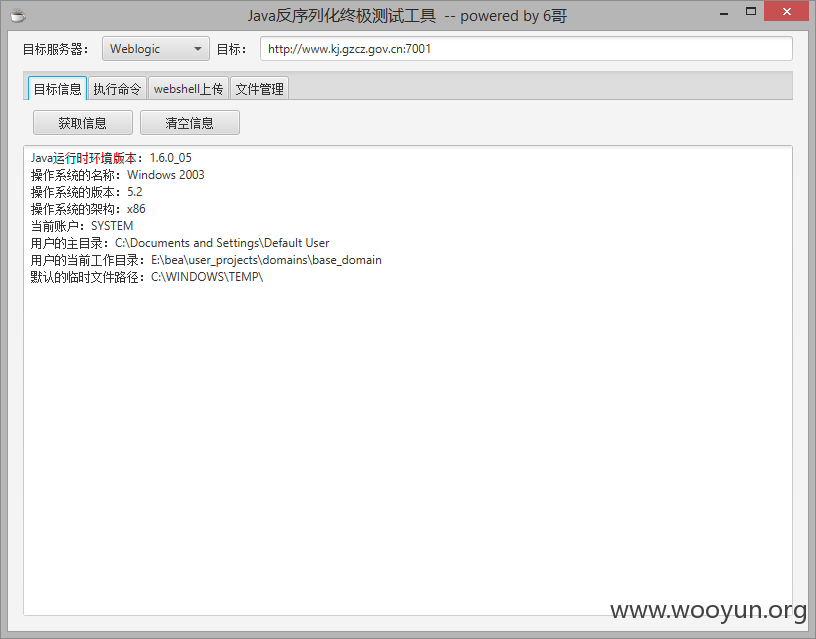 Java反序列化终极测试工具 -- powered by 6哥
目标服务器： Weblogic 目标： http://www.kj.gzcz.gov.cn:7001
目标信息 执行命令 webshell上传 文件管理
获取信息 清空信息
Java运行时环境版本：1.6.0_05
操作系统的名称：Windows 2003
操作系统的版本：5.2
操作系统的架构：x86
当前账户：SYSTEM
用户的主目录：C:\Documents and Settings\Default User
用户的当前工作目录：E:\bea\user_projects\domains\base_domain
默认的临时文件路径：C:\WINDOWS\TEMP\
www.wooyun.org